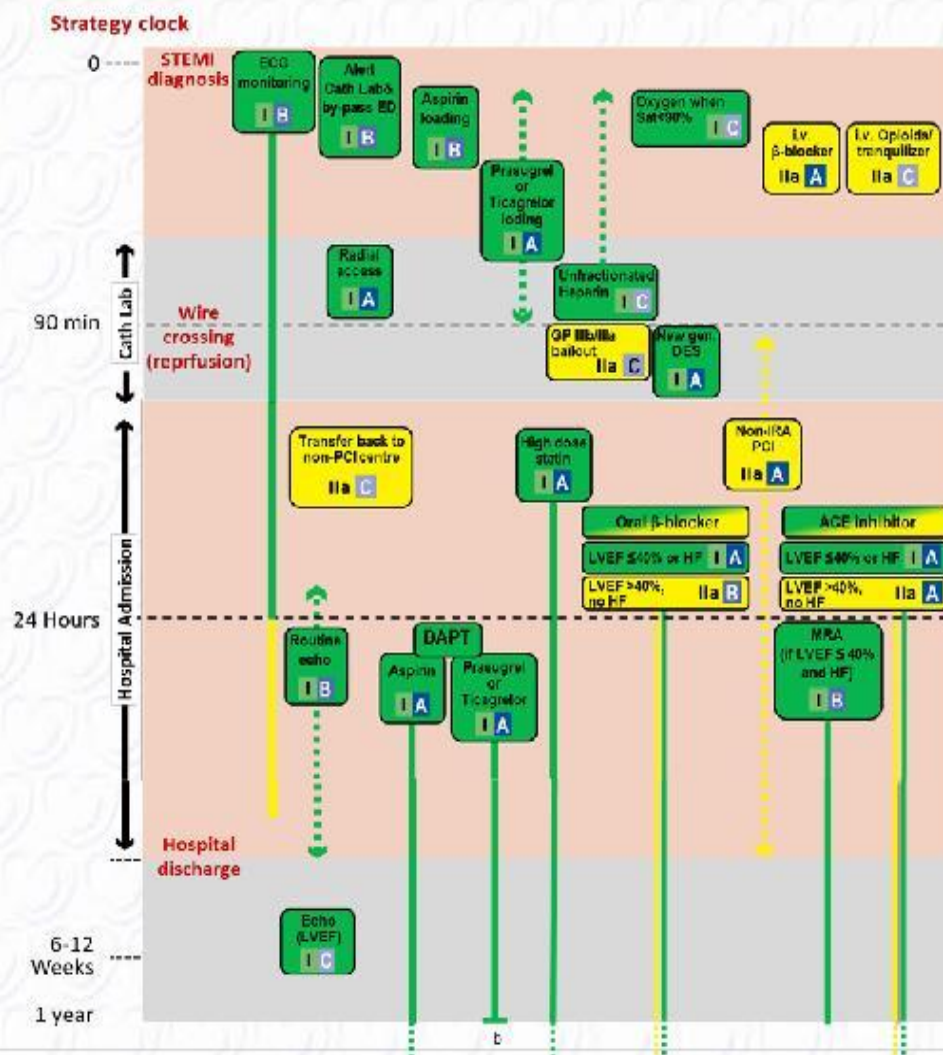 Strategy clock
0
STEMI
diagnosis
ECG
monitoring
I B
Alert
Cath Lab&
by-pass ED
I B
Aspirin
loading
I B
Prasugrel
or
Ticagrelor
loding
I A
Oxygen when
Sat<90%
I C
i.v.
β-blocker
IIa A
i.v. Opioids/
tranquilizer
IIa C
Cath Lab
90 min
Wire
crossing
(reprfusion)
Radial
access
I A
Unfractionated
Heparin
I C
GP IIb/IIIa
bailout
IIa C
New gen.
DES
I A
Hospital Admission
Transfer back to
non-PCI centre
IIa C
High dose
statin
I A
Non-IRA
PCI
IIa A
Oral β-blocker
LVEF ≤40% or HF I A
LVEF >40%,
no HF
IIa B
ACE inhibitor
LVEF ≤40% or HF I A
LVEF >40%,
no HF
IIa A
24 Hours
Routine
echo
I B
DAPT
Aspirin
I A
Prasugrel
or
Ticagrelor
I A
MRA
(if LVEF ≤ 40%
and HF)
I B
Hospital
discharge
6-12
Weeks
Echo
(LVEF)
I C
1 year
b